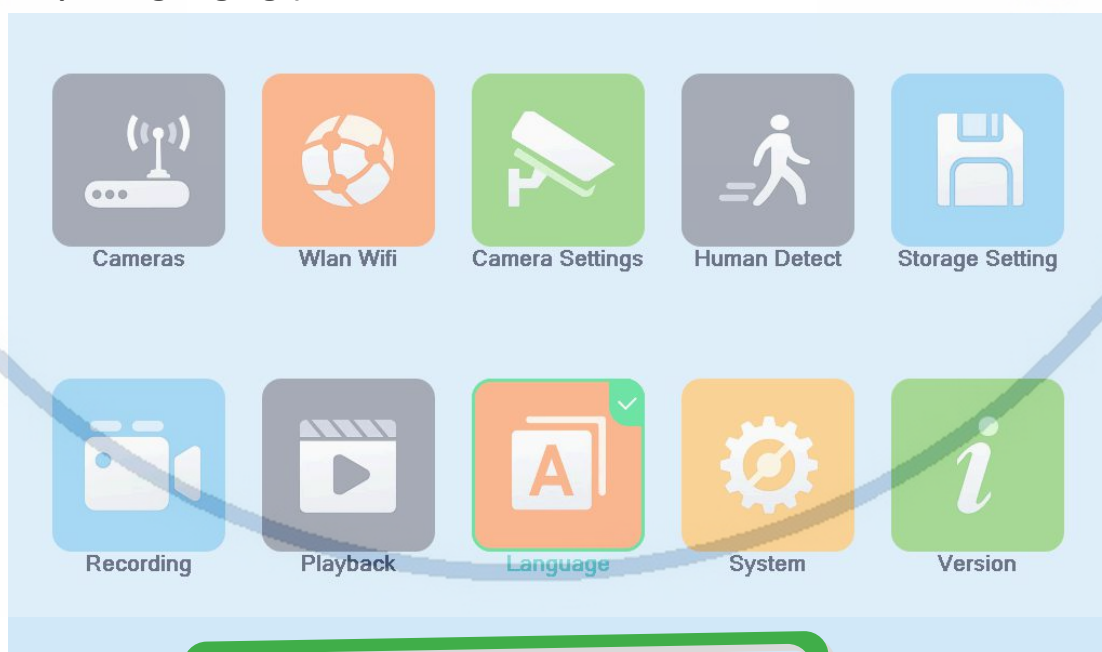 Cameras
Wlan Wifi
Camera Settings
Human Detect
Storage Setting
A
i
Recording
Playback
Language
System
Version